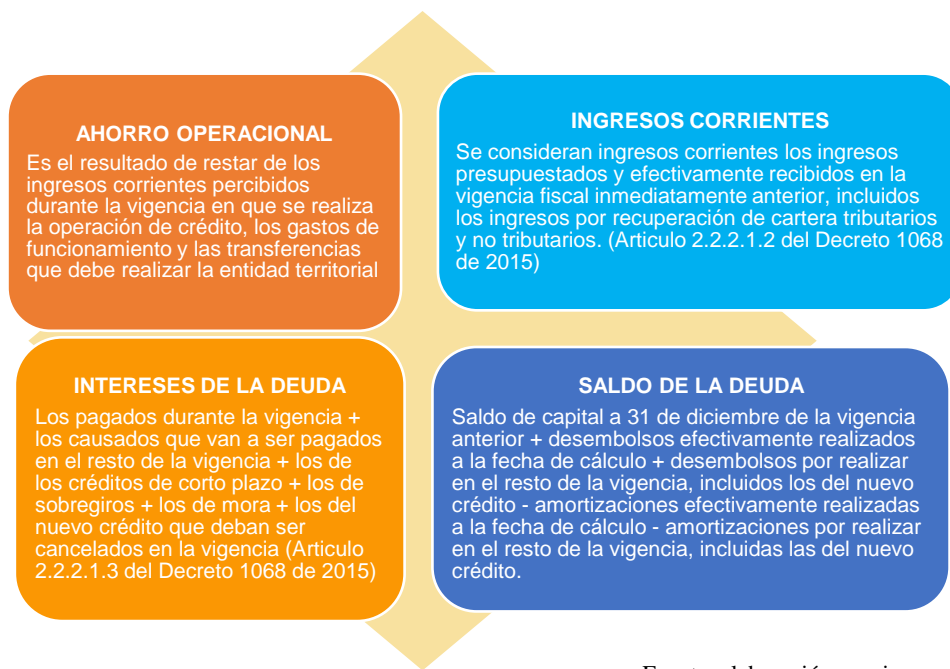 AHORRO OPERACIONAL
Es el resultado de restar de los
ingresos corrientes percibidos
durante la vigencia en que se realiza
la operación de crédito, los gastos de
funcionamiento y las transferencias
que debe realizar la entidad territorial
INGRESOS CORRIENTES
Se consideran ingresos corrientes los ingresos
presupuestados y efectivamente recibidos en la
vigencia fiscal inmediatamente anterior, incluidos
los ingresos por recuperación de cartera tributarios
y no tributarios. (Articulo 2.2.2.1.2 del Decreto 1068
de 2015)
INTERESES DE LA DEUDA
Los pagados durante la vigencia +
los causados que van a ser pagados
en el resto de la vigencia + los de
los créditos de corto plazo + los de
sobregiros + los de mora + los del
nuevo crédito que deban ser
cancelados en la vigencia (Articulo
2.2.2.1.3 del Decreto 1068 de 2015)
SALDO DE LA DEUDA
Saldo de capital a 31 de diciembre de la vigencia
anterior + desembolsos efectivamente realizados
a la fecha de cálculo + desembolsos por realizar
en el resto de la vigencia, incluidos los del nuevo
crédito - amortizaciones efectivamente realizadas
a la fecha de cálculo - amortizaciones por realizar
en el resto de la vigencia, incluidas las del nuevo
crédito.